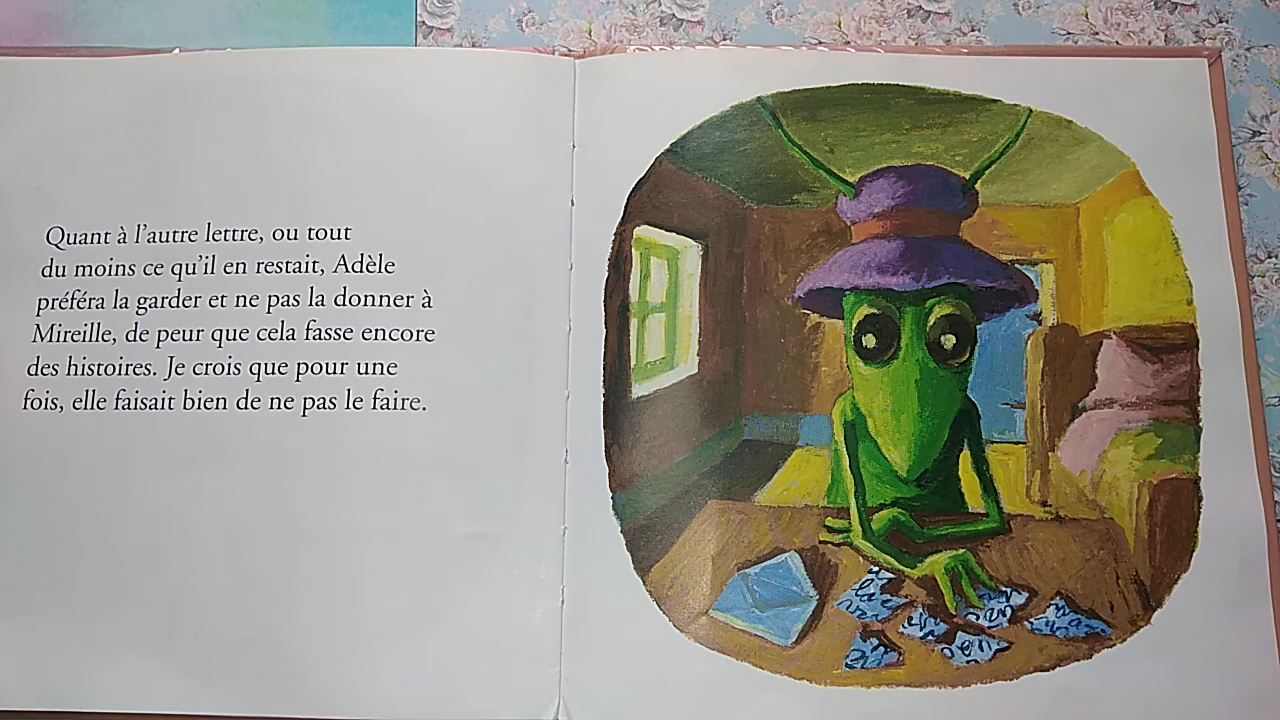 Quant à l'autre lettre, ou tout
du moins ce qu'il en restait, Adèle
préféra la garder et ne pas la donner à
Mireille, de peur que cela fasse encore
des histoires. Je crois que pour une
fois, elle faisait bien de ne pas le faire.